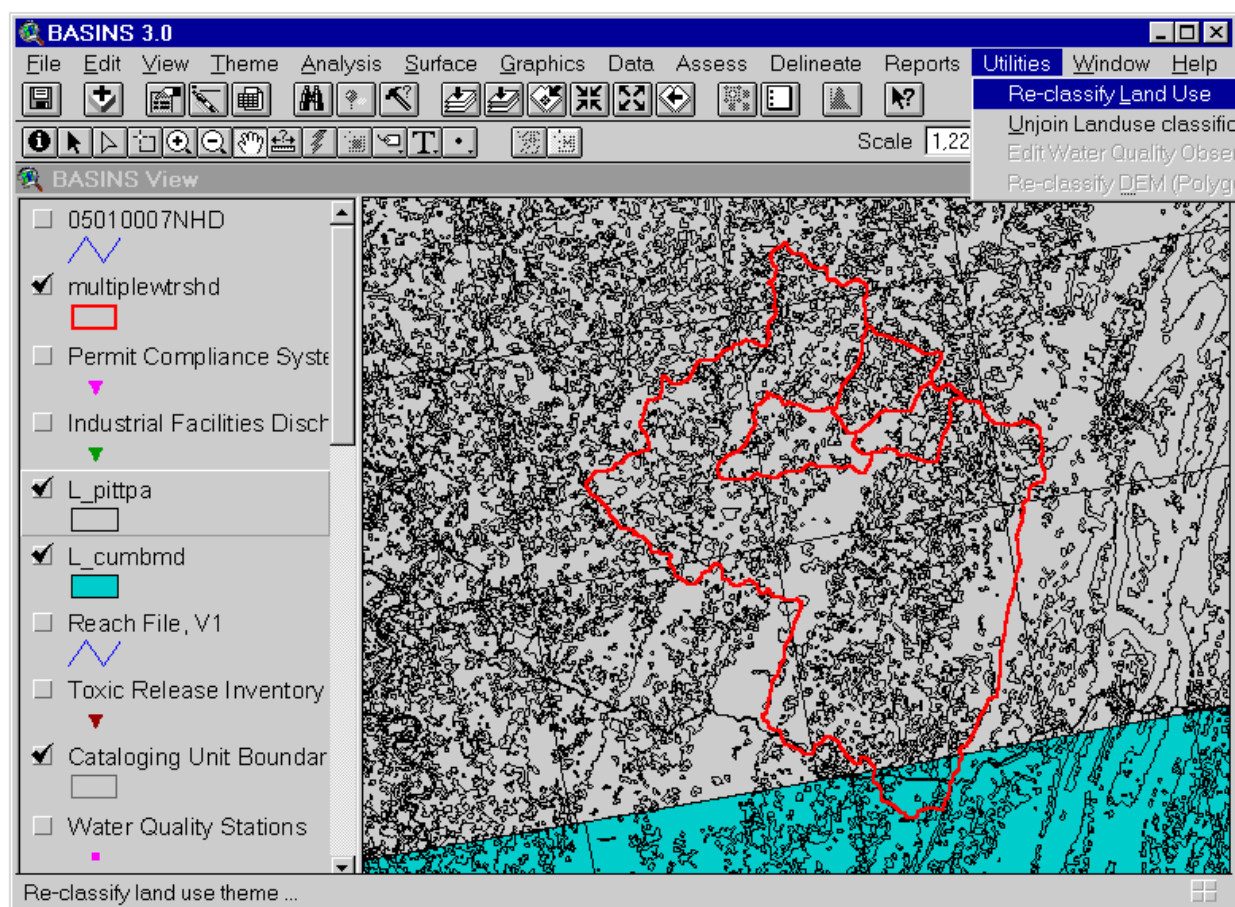 BASINS 3.0
File Edit View Theme Analysis Surface Graphics Data Assess Delineate Reports Utilities Window Help
Re-classify Land Use
Unjoin Landuse classific
Edit Water Quality Obser
Re-classify DEM (Polyg
Scale 1,22
BASINS View
05010007NHD
multiplewtrshd
Permit Compliance Syste
Industrial Facilities Disch
L_pittpa
L_cumbmd
Reach File, V1
Toxic Release Inventory
Cataloging Unit Boundar
Water Quality Stations
Re-classify land use theme ...